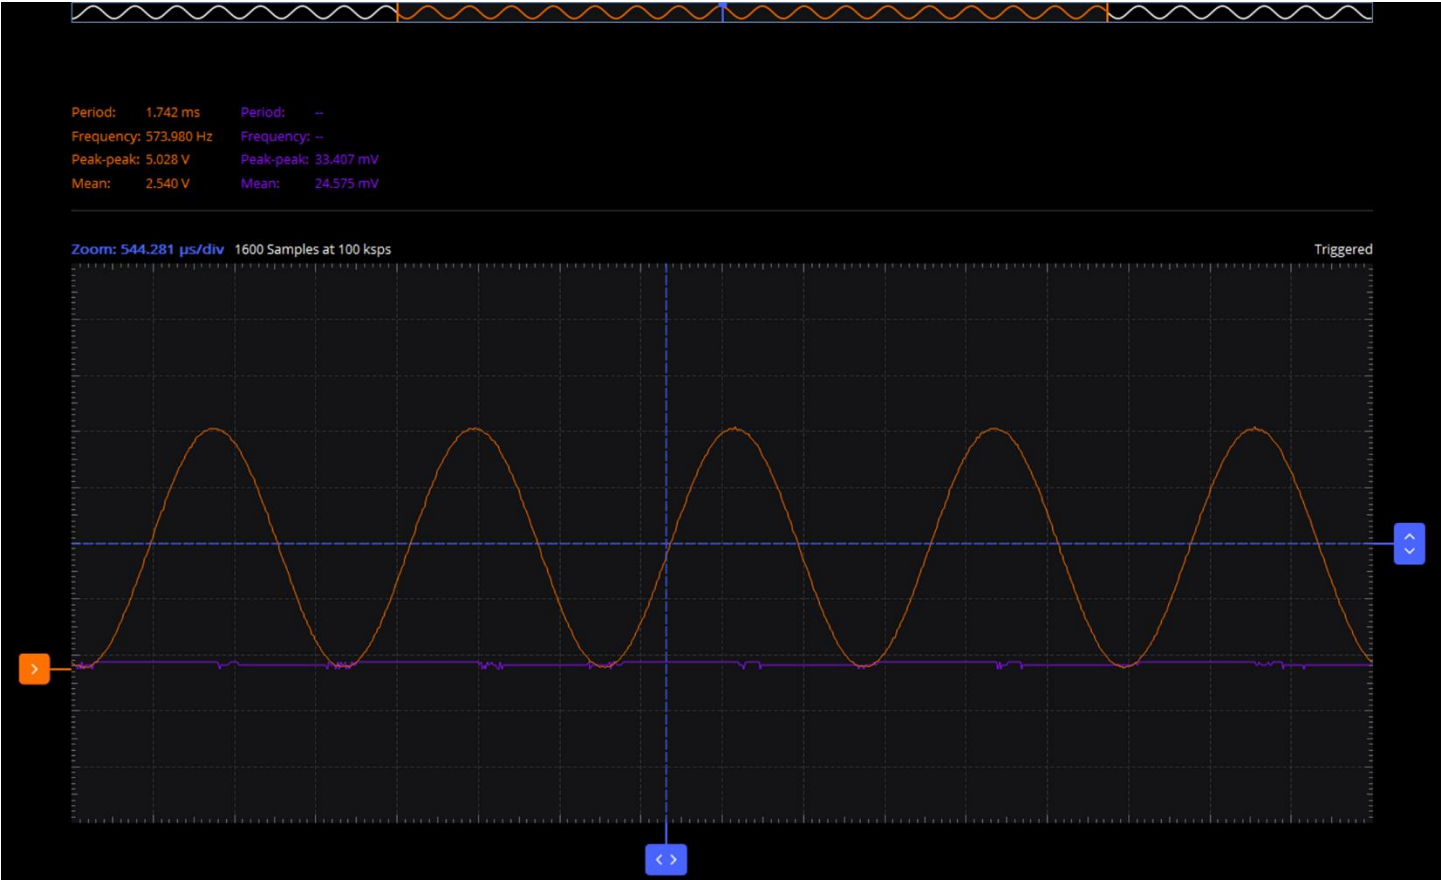 Period: 1.742 ms Period: --
Frequency: 573.980 Hz Frequency: --
Peak-peak: 5.028 V Peak-peak: 33.407 mV
Mean: 2.540 V Mean: 24.575 mV
Zoom: 544.281 µs/div 1600 Samples at 100 ksps Triggered